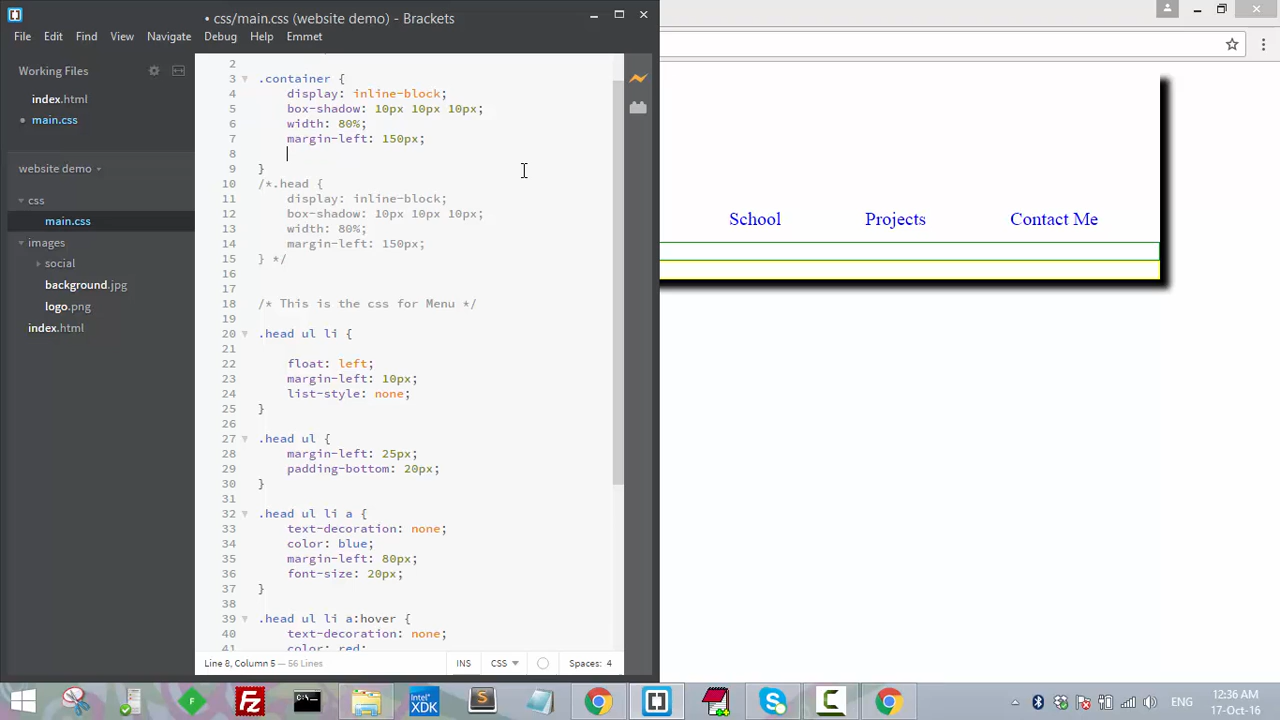 css/main.css (website demo) - Brackets
File Edit Find View Navigate
Debug Help Emmet
Working Files
index.html
main.css
website demo
css
main.css
images
social
background.jpg
logo.png
index.html
2
3 .container {
4 display: inline-block;
5 box-shadow: 10px 10px 10px;
6 width: 80%;
7 margin-left: 150px;
8
9 }
10 /*.head {
11 display: inline-block;
12 box-shadow: 10px 10px 10px;
13 width: 80%;
14 margin-left: 150px;
15 } */
16
17
18 /* This is the css for Menu */
19
20 .head ul li {
21
22 float: left;
23 margin-left: 10px;
24 list-style: none;
25 }
26
27 .head ul {
28 margin-left: 25px;
29 padding-bottom: 20px;
30 }
31
32 .head ul li a {
33 text-decoration: none;
34 color: blue;
35 margin-left: 80px;
36 font-size: 20px;
37 }
38
39 .head ul li a:hover {
40 text-decoration: none;
41 color: red;
Line 8, Column 5 — 56 Lines
INS CSS Spaces: 4
School Projects Contact Me
Fz
intel
XDK
12:36 AM
17-Oct-16